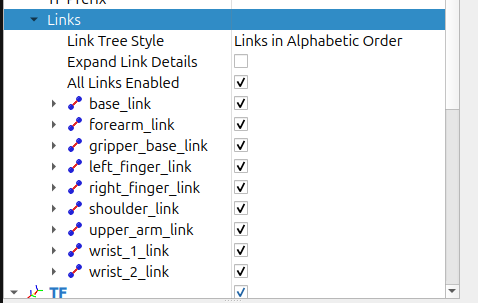 Links
Link Tree Style Links in Alphabetic Order
Expand Link Details
All Links Enabled
base_link
forearm_link
gripper_base_link
left_finger_link
right_finger_link
shoulder_link
upper_arm_link
wrist_1_link
wrist_2_link
TF